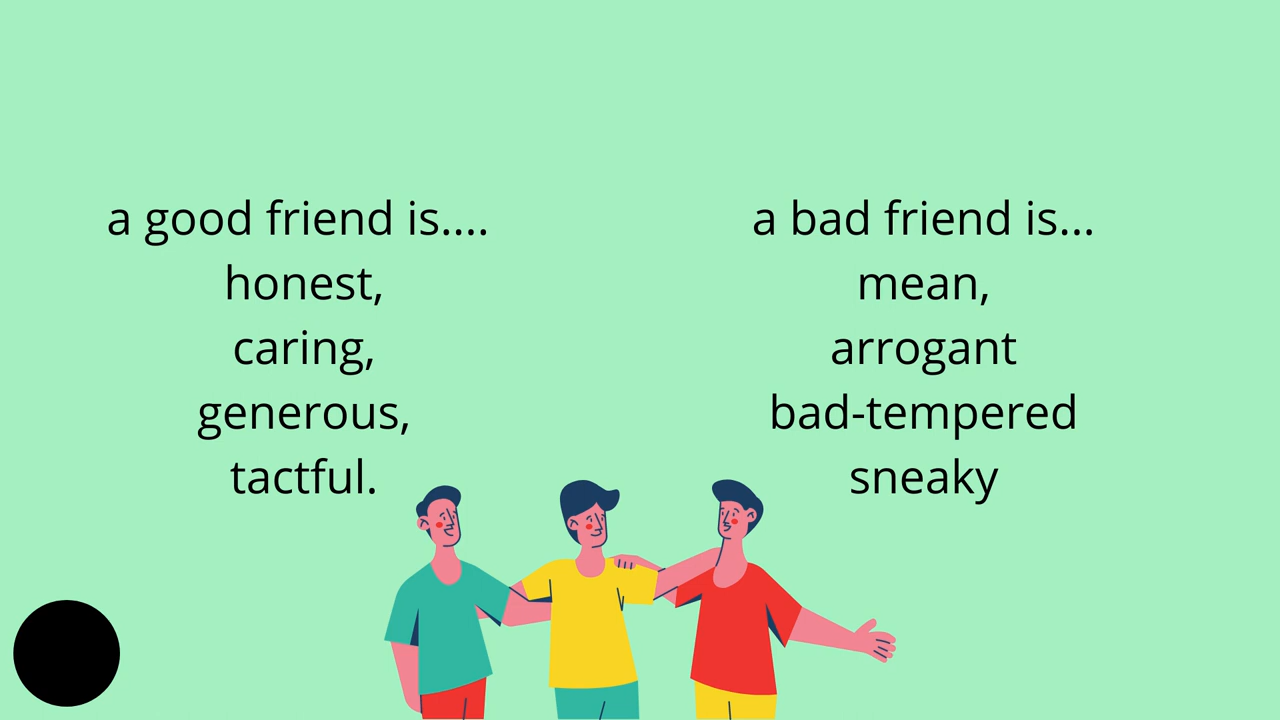 a good friend is....
honest,
caring,
generous,
tactful.
a bad friend is...
mean,
arrogant
bad-tempered
sneaky